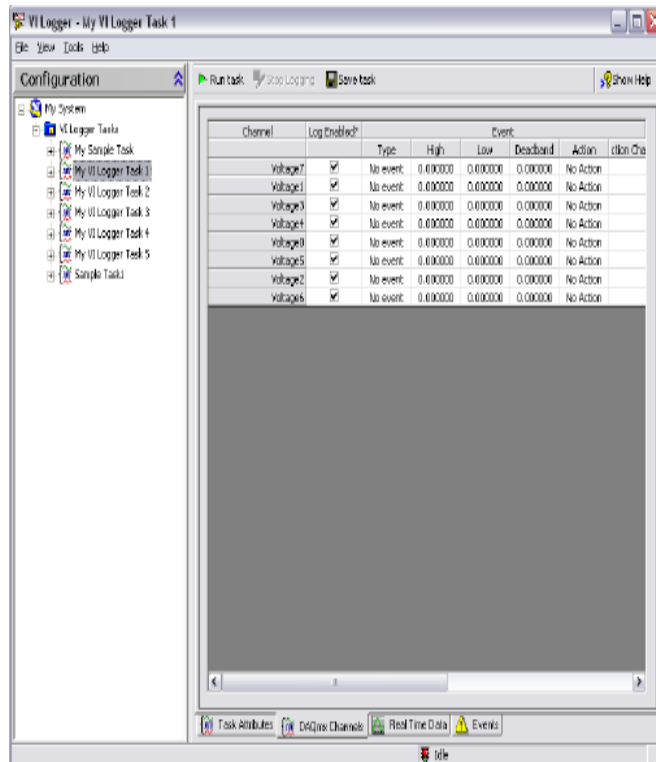 VI Logger - My VI Logger Task 1
File View Tools Help
Configuration
Run task Stop Logging Save task Show Help
My System
VI Logger Tasks
My Sample Task
My VI Logger Task 1
My VI Logger Task 2
My VI Logger Task 3
My VI Logger Task 4
My VI Logger Task 5
Sample Task1
Channel Log Enabled? Event
Type High Low Deadband Action ction Cha
Voltage7 No event 0.000000 0.000000 0.000000 No Action
Voltage1 No event 0.000000 0.000000 0.000000 No Action
Voltage3 No event 0.000000 0.000000 0.000000 No Action
Voltage4 No event 0.000000 0.000000 0.000000 No Action
Voltage0 No event 0.000000 0.000000 0.000000 No Action
Voltage5 No event 0.000000 0.000000 0.000000 No Action
Voltage2 No event 0.000000 0.000000 0.000000 No Action
Voltage6 No event 0.000000 0.000000 0.000000 No Action
Task Attributes DAQmx Channels Real Time Data Events
Idle